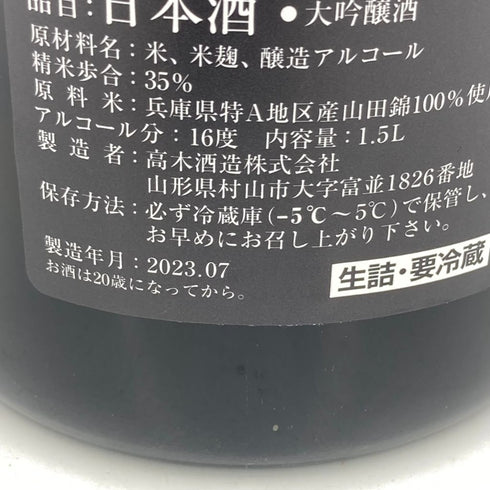 品目：日本酒・大吟醸酒
原材料名：米、米麹、醸造アルコール
精米歩合：35%
原料米：兵庫県特A地区産山田錦100%使用
アルコール分：16度 内容量：1.5L
製造者：高木酒造株式会社
山形県村山市大字富並1826番地
保存方法：必ず冷蔵庫(-5℃～5℃)で保管し、
お早めにお召し上がり下さい。
製造年月：2023.07
お酒は20歳になってから。
生詰・要冷蔵